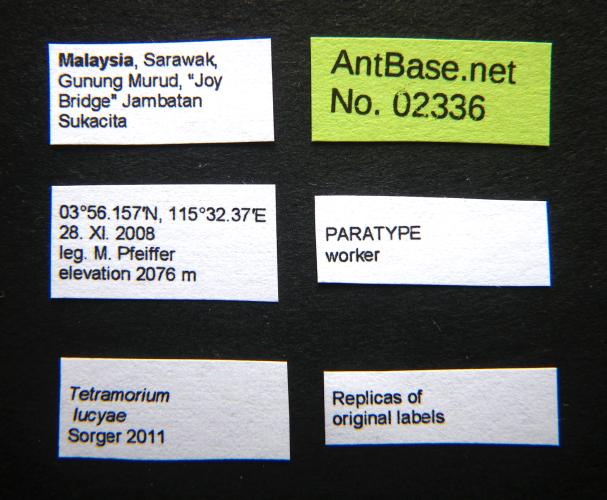 Malaysia, Sarawak,
Gunung Murud, "Joy
Bridge" Jambatan
Sukacita
AntBase.net
No. 02336
03°56.157'N, 115°32.37'E
28. XI. 2008
leg. M. Pfeiffer
elevation 2076 m
PARATYPE
worker
Tetramorium
lucyae
Sorger 2011
Replicas of
original labels